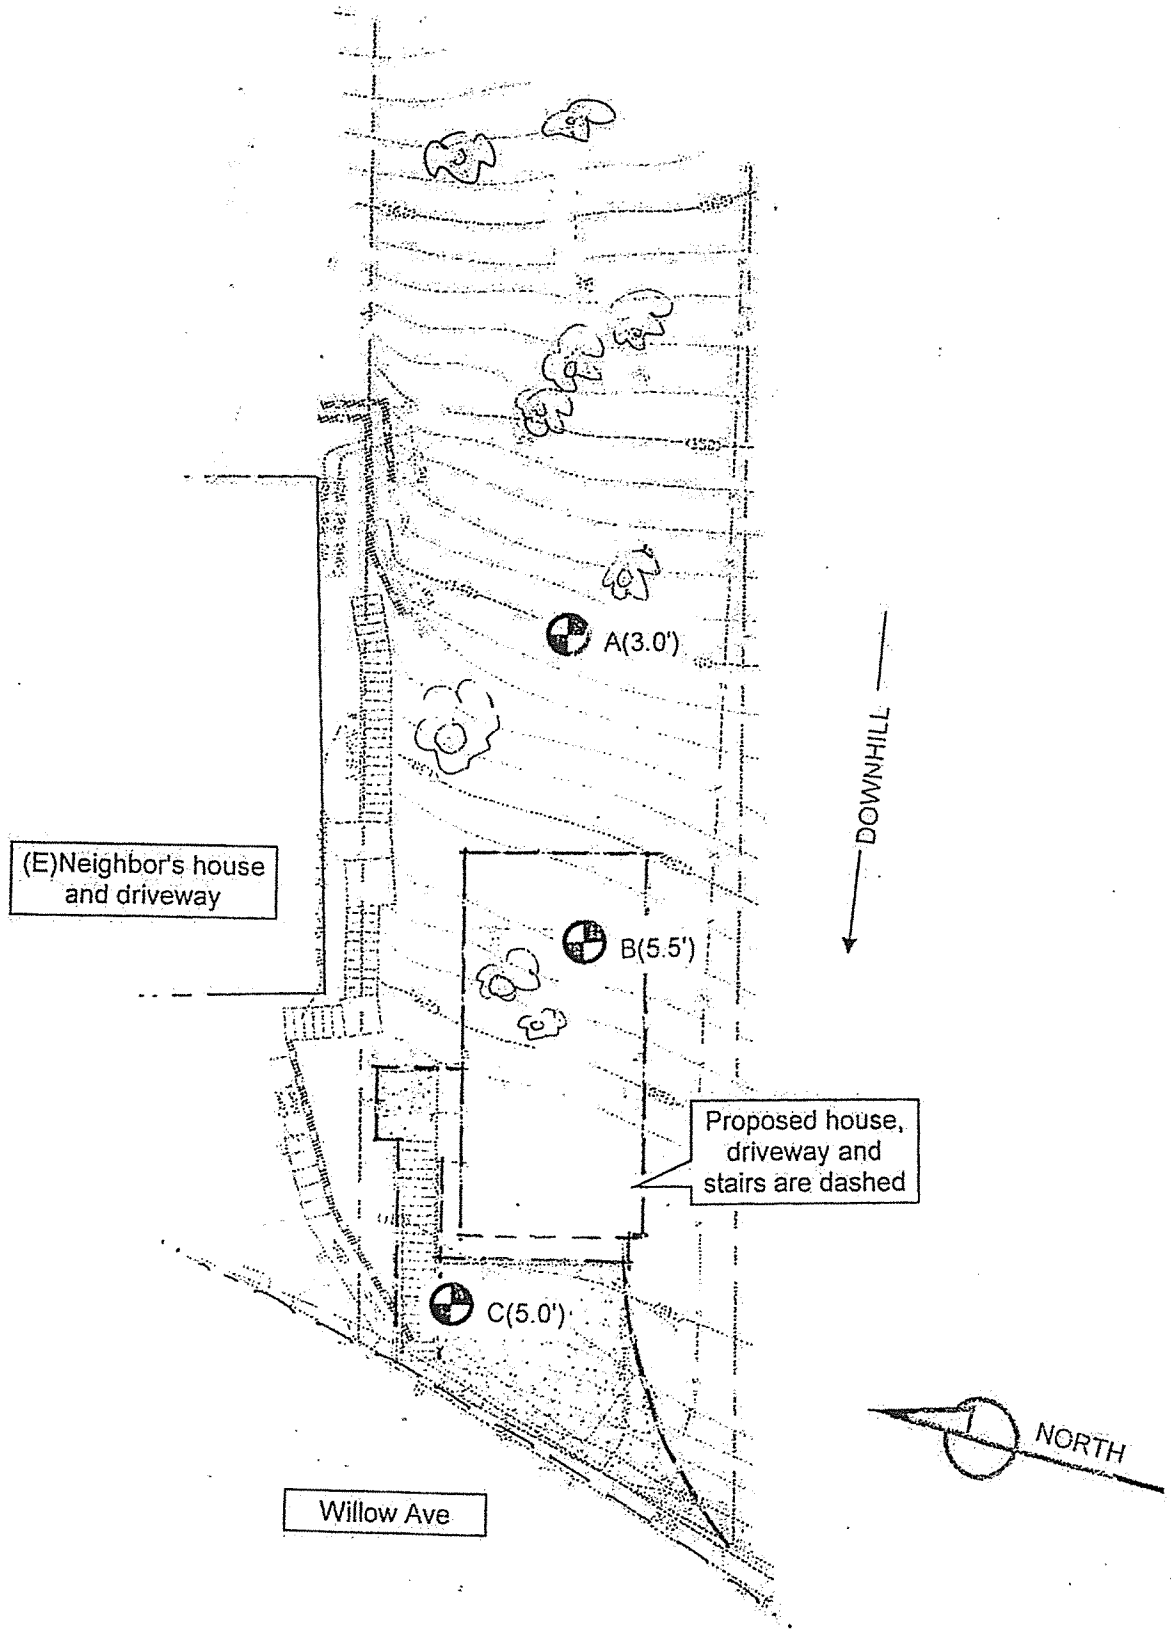 A(3.0')
DOWNHILL
(E)Neighbor's house
and driveway
B(5.5')
Proposed house,
driveway and
stairs are dashed
C(5.0')
NORTH
Willow Ave